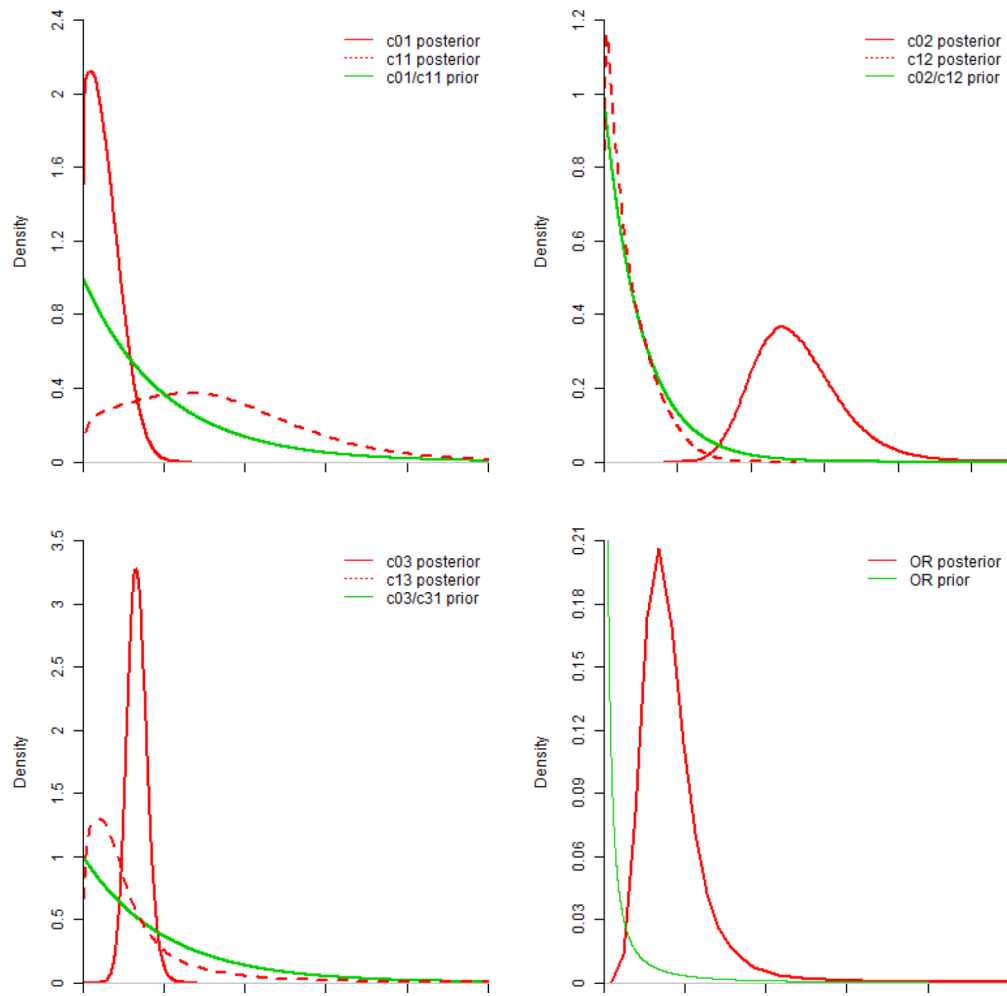 2.4
2
1.6
1.2
0.8
0.4
0
Density
c01 posterior
c11 posterior
c01/c11 prior
1.2
1
0.8
0.6
0.4
0.2
0
Density
c02 posterior
c12 posterior
c02/c12 prior
3.5
3
2.5
2
1.5
1
0.5
0
Density
c03 posterior
c13 posterior
c03/c31 prior
0.21
0.18
0.15
0.12
0.09
0.06
0.03
0
Density
OR posterior
OR prior